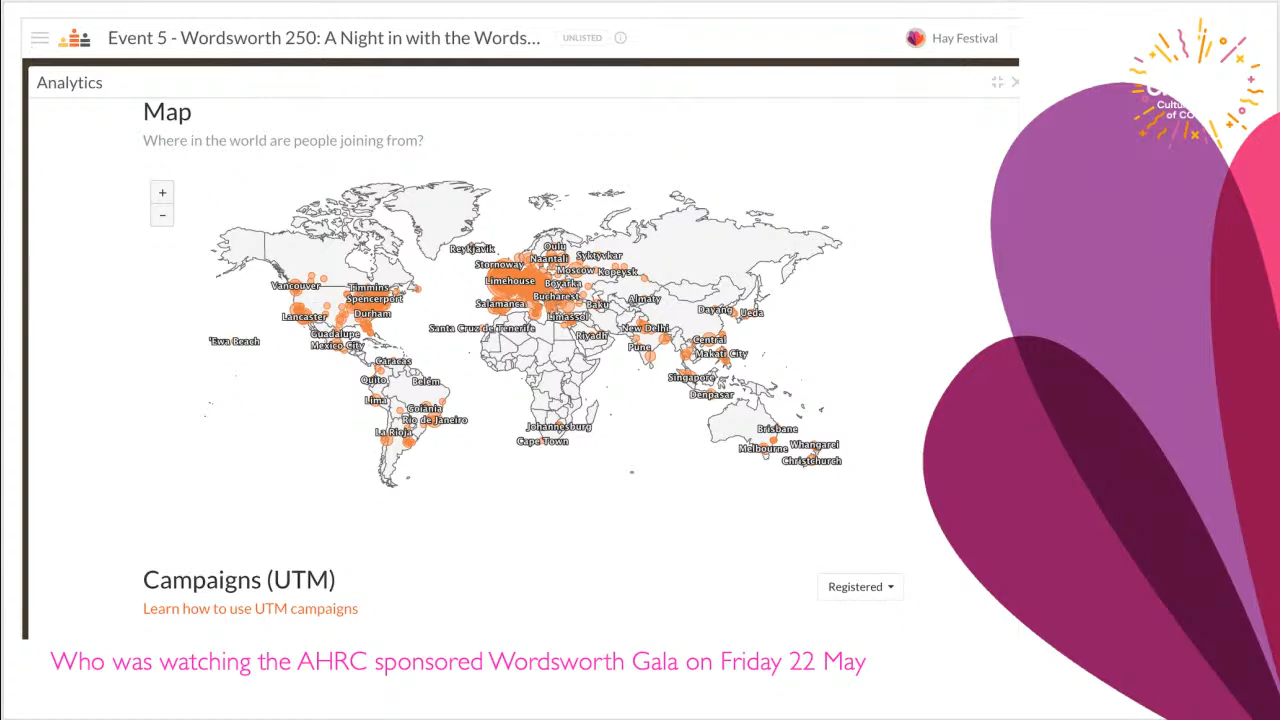 Event 5 - Wordsworth 250: A Night in with the Words...
UNLISTED
Hay Festival
Analytics
Map
Where in the world are people joining from?
+
−
Reykjavik
Oulu
Stornoway
Naantali
Syktyvkar
Moscow
Kopeysk
Limehouse
Boyarka
Vancouver
Timmins
Spencerport
Bucharest
Almaty
Salamanca
Baku
Lancaster
Durham
Limassol
Dayang
Ueda
Santa Cruz de Tenerife
New Delhi
Guadalupe
Riyadh
'Ewa Beach
Mexico City
Pune
Central
Makati City
Caracas
Quito
Belém
Singapore
Denpasar
Lima
Goiânia
Rio de Janeiro
La Rioja
Johannesburg
Brisbane
Cape Town
Melbourne
Whangarei
Christchurch
Campaigns (UTM)
Registered
Learn how to use UTM campaigns
Who was watching the AHRC sponsored Wordsworth Gala on Friday 22 May